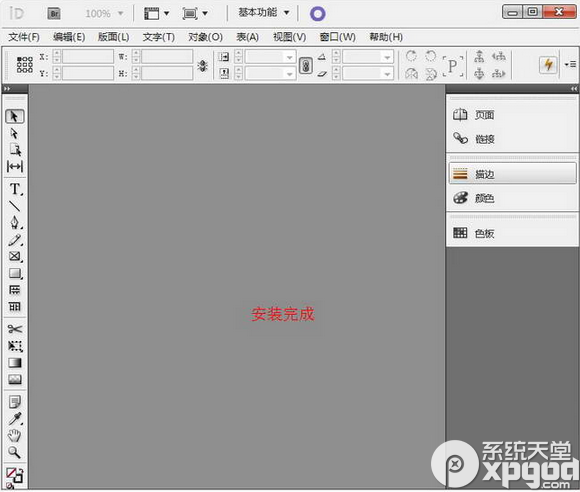 iD Br 100% 基本功能
文件(F) 编辑(E) 版面(L) 文字(T) 对象(O) 表(A) 视图(V) 窗口(W) 帮助(H)
X: W:
Y: H:
P
页面
链接
描边
颜色
色板
T
安装完成
系统天堂
xpgod